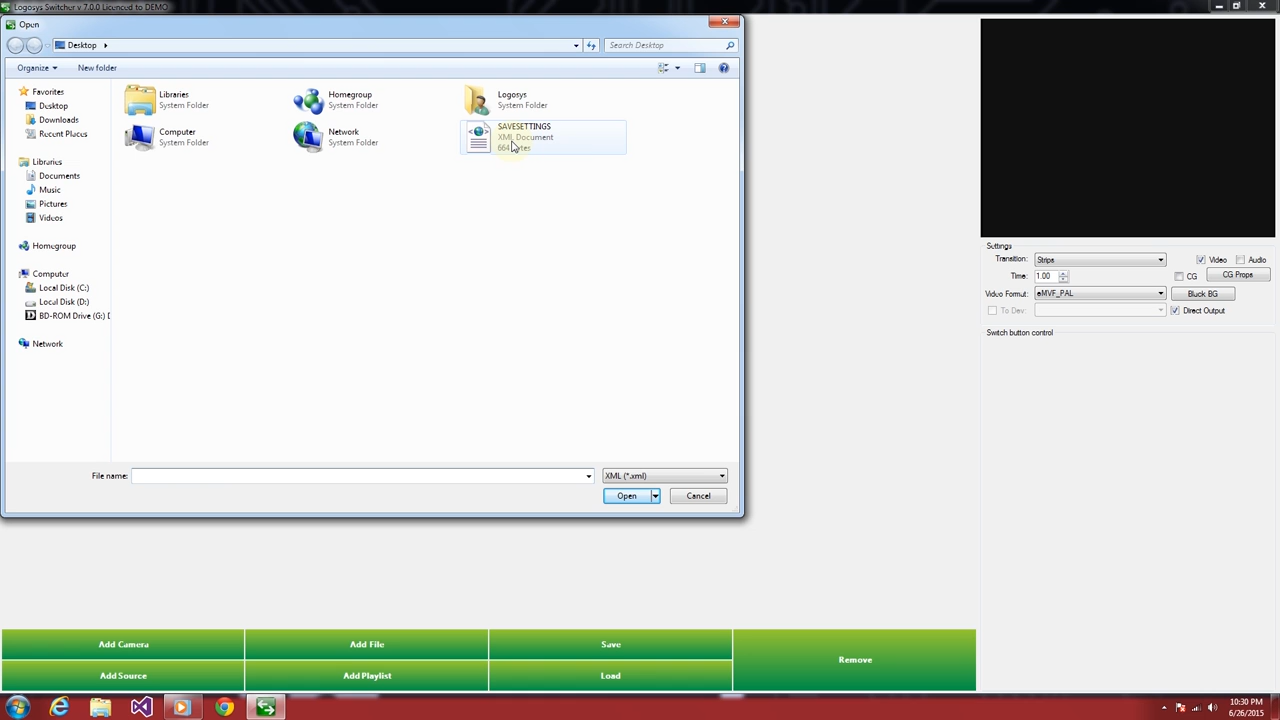 Logosys Switcher v 7.0.0 Licenced to DEMO
Open
Desktop
Search Desktop
Organize
New folder
Favorites
Desktop
Downloads
Recent Places
Libraries
Documents
Music
Pictures
Videos
Homegroup
Computer
Local Disk (C:)
Local Disk (D:)
BD-ROM Drive (G:) D
Network
Libraries
System Folder
Homegroup
System Folder
Logosys
System Folder
Computer
System Folder
Network
System Folder
SAVESETTINGS
XML Document
File name:
XML (*.xml)
Open
Cancel
Settings
Transition:
Strips
Video
Audio
Time:
1.00
CG
CG Props
Video Format:
eMVF_PAL
Black BG
To Dev:
Direct Output
Switch button control
Add Camera
Add File
Save
Remove
Add Source
Add Playlist
Load
10:30 PM
6/26/2015